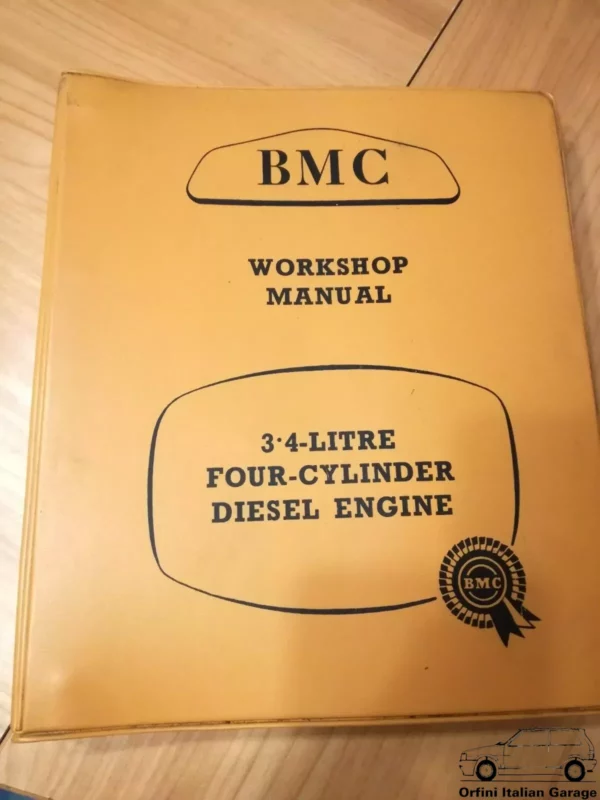 BMC
WORKSHOP
MANUAL
3·4-LITRE
FOUR-CYLINDER
DIESEL ENGINE
BMC
Orfini Italian Garage